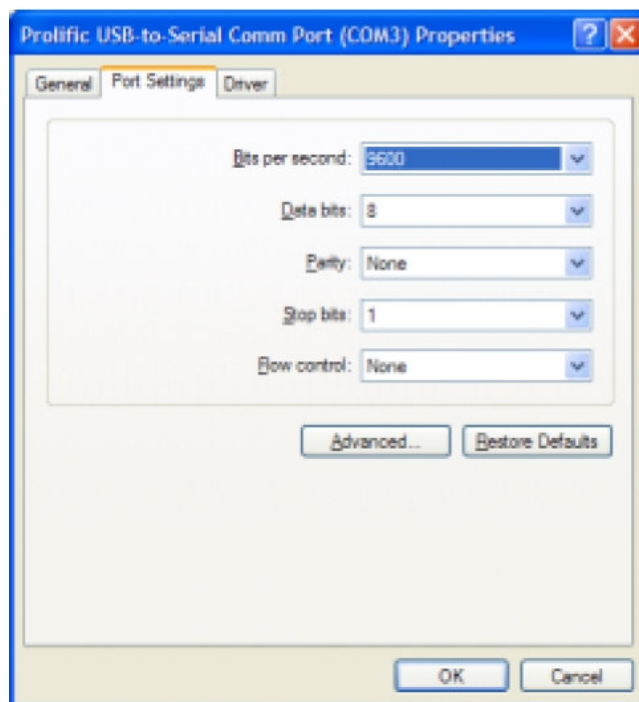 Prolific USB-to-Serial Comm Port (COM3) Properties
General Port Settings Driver
Bits per second: 9600
Data bits: 8
Parity: None
Stop bits: 1
Flow control: None
Advanced... Restore Defaults
OK Cancel